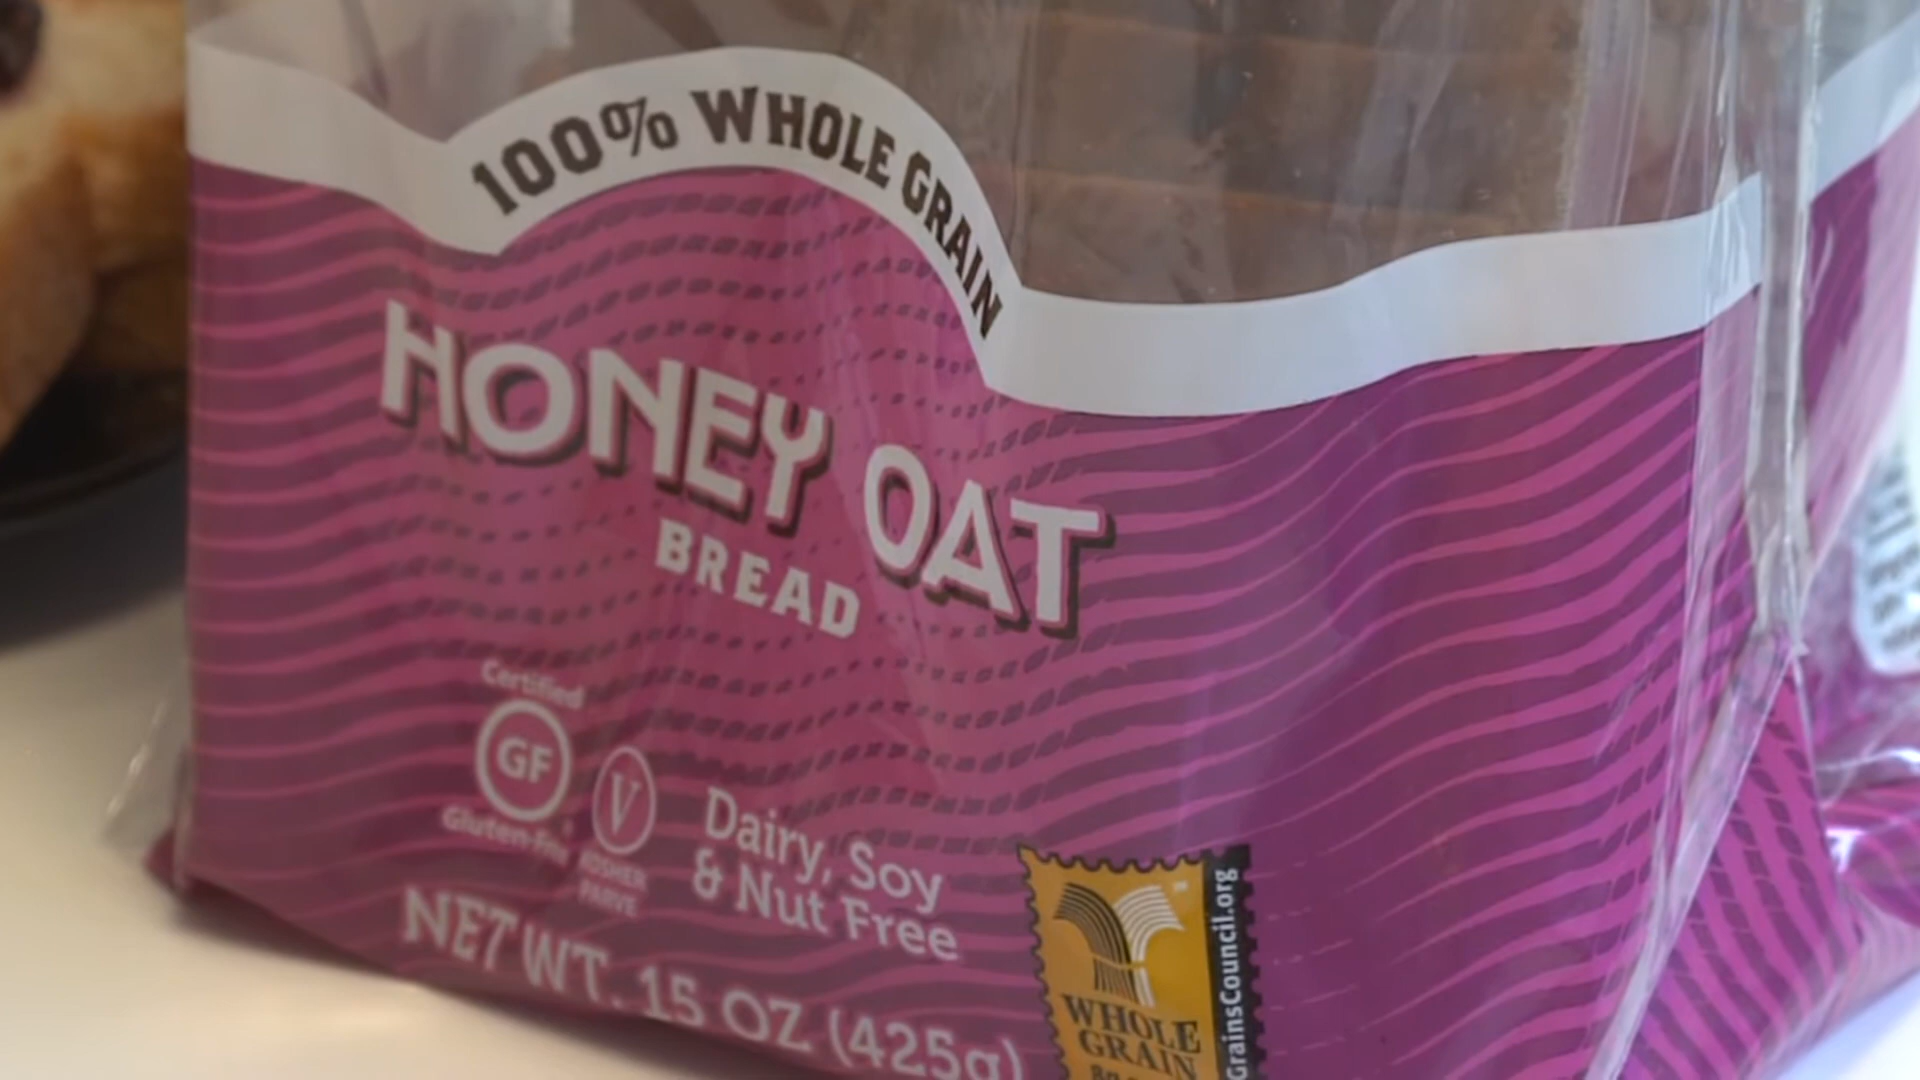 100% WHOLE GRAIN
HONEY OAT
BREAD
Certified
GF
Gluten-Free
V
KOSHER
PARVE
Dairy, Soy
& Nut Free
NET WT. 15 OZ (425g)
WHOLE
GRAIN
GrainsCouncil.org